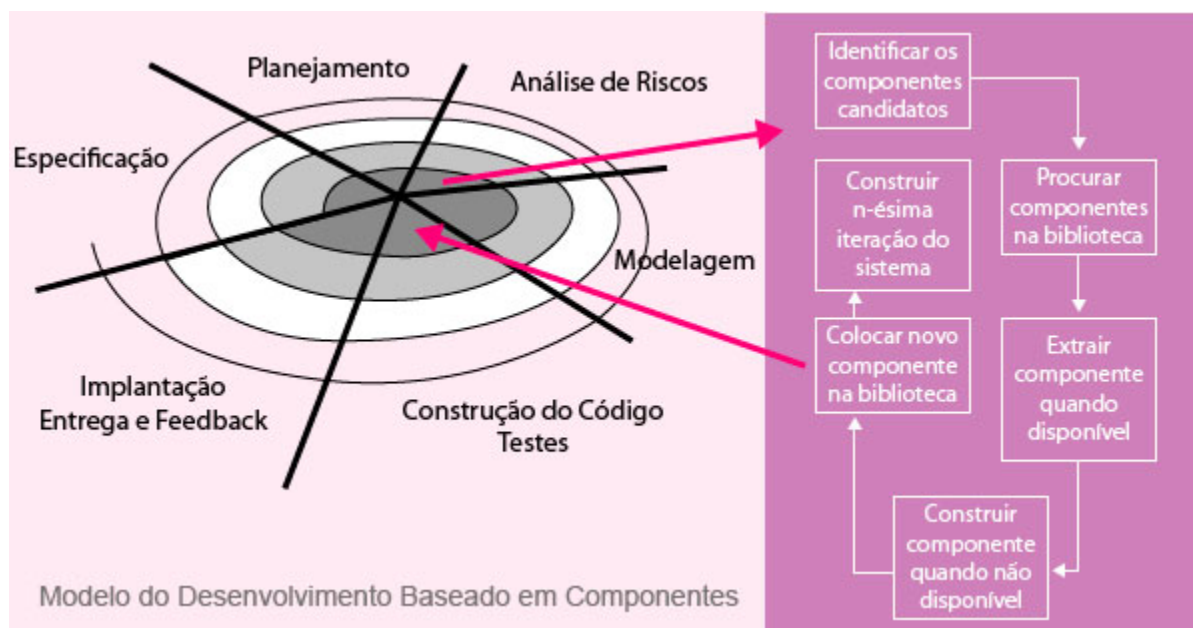 Planejamento
Análise de Riscos
Especificação
Modelagem
Implantação
Entrega e Feedback
Construção do Código
Testes
Modelo do Desenvolvimento Baseado em Componentes
Identificar os
componentes
candidatos
Procurar
componentes
na biblioteca
Extrair
componente
quando
disponível
Construir
componente
quando não
disponível
Colocar novo
componente
na biblioteca
Construir
n-ésima
iteração do
sistema